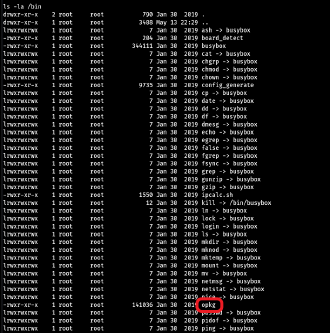 ls -la /bin
drwxr-xr-x 2 root root 790 Jan 30 2019 .
drwxr-xr-x 1 root root 3488 May 13 22:29 ..
lrwxrwxrwx 1 root root 7 Jan 30 2019 ash -> busybox
-rwxr-xr-x 1 root root 204 Jan 30 2019 board_detect
-rwxr-xr-x 1 root root 344111 Jan 30 2019 busybox
lrwxrwxrwx 1 root root 7 Jan 30 2019 cat -> busybox
lrwxrwxrwx 1 root root 7 Jan 30 2019 chgrp -> busybox
lrwxrwxrwx 1 root root 7 Jan 30 2019 chmod -> busybox
lrwxrwxrwx 1 root root 7 Jan 30 2019 chown -> busybox
-rwxr-xr-x 1 root root 9735 Jan 30 2019 config_generate
lrwxrwxrwx 1 root root 7 Jan 30 2019 cp -> busybox
lrwxrwxrwx 1 root root 7 Jan 30 2019 date -> busybox
lrwxrwxrwx 1 root root 7 Jan 30 2019 dd -> busybox
lrwxrwxrwx 1 root root 7 Jan 30 2019 df -> busybox
lrwxrwxrwx 1 root root 7 Jan 30 2019 dmesg -> busybox
lrwxrwxrwx 1 root root 7 Jan 30 2019 echo -> busybox
lrwxrwxrwx 1 root root 7 Jan 30 2019 egrep -> busybox
lrwxrwxrwx 1 root root 7 Jan 30 2019 false -> busybox
lrwxrwxrwx 1 root root 7 Jan 30 2019 fgrep -> busybox
lrwxrwxrwx 1 root root 7 Jan 30 2019 fsync -> busybox
lrwxrwxrwx 1 root root 7 Jan 30 2019 grep -> busybox
lrwxrwxrwx 1 root root 7 Jan 30 2019 gunzip -> busybox
lrwxrwxrwx 1 root root 7 Jan 30 2019 gzip -> busybox
-rwxr-xr-x 1 root root 1550 Jan 30 2019 ipcalc.sh
lrwxrwxrwx 1 root root 12 Jan 30 2019 kill -> /bin/busybox
lrwxrwxrwx 1 root root 7 Jan 30 2019 ln -> busybox
lrwxrwxrwx 1 root root 7 Jan 30 2019 lock -> busybox
lrwxrwxrwx 1 root root 7 Jan 30 2019 login -> busybox
lrwxrwxrwx 1 root root 7 Jan 30 2019 ls -> busybox
lrwxrwxrwx 1 root root 7 Jan 30 2019 mkdir -> busybox
lrwxrwxrwx 1 root root 7 Jan 30 2019 mknod -> busybox
lrwxrwxrwx 1 root root 7 Jan 30 2019 mktemp -> busybox
lrwxrwxrwx 1 root root 7 Jan 30 2019 mount -> busybox
lrwxrwxrwx 1 root root 7 Jan 30 2019 mv -> busybox
lrwxrwxrwx 1 root root 7 Jan 30 2019 netmsg -> busybox
lrwxrwxrwx 1 root root 7 Jan 30 2019 netstat -> busybox
lrwxrwxrwx 1 root root 7 Jan 30 2019 -> busybox
-rwxr-xr-x 1 root root 141036 Jan 30 2019 opkg
lrwxrwxrwx 1 root root 7 Jan 30 2019 -> busybox
lrwxrwxrwx 1 root root 7 Jan 30 2019 pidof -> busybox
lrwxrwxrwx 1 root root 7 Jan 30 2019 ping -> busybox